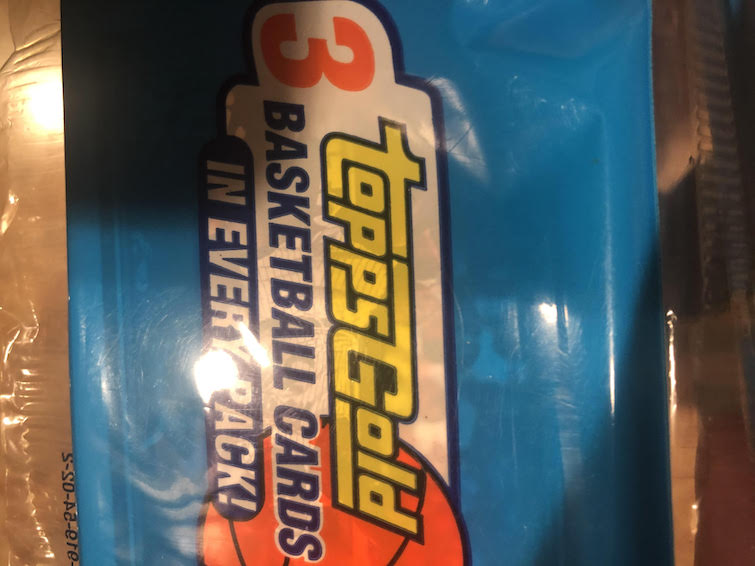 3
toppsGold
BASKETBALL CARDS
IN EVERY PACK!